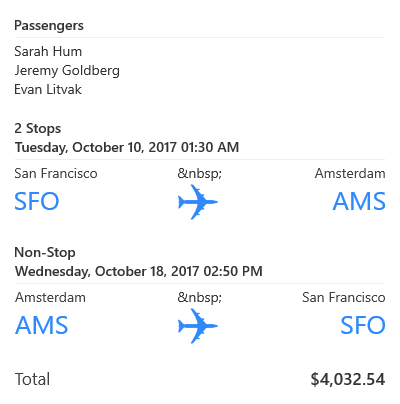 Passengers
Sarah Hum
Jeremy Goldberg
Evan Litvak
2 Stops
Tuesday, October 10, 2017 01:30 AM
San Francisco &nbsp; Amsterdam
SFO AMS
Non-Stop
Wednesday, October 18, 2017 02:50 PM
Amsterdam &nbsp; San Francisco
AMS SFO
Total $4,032.54